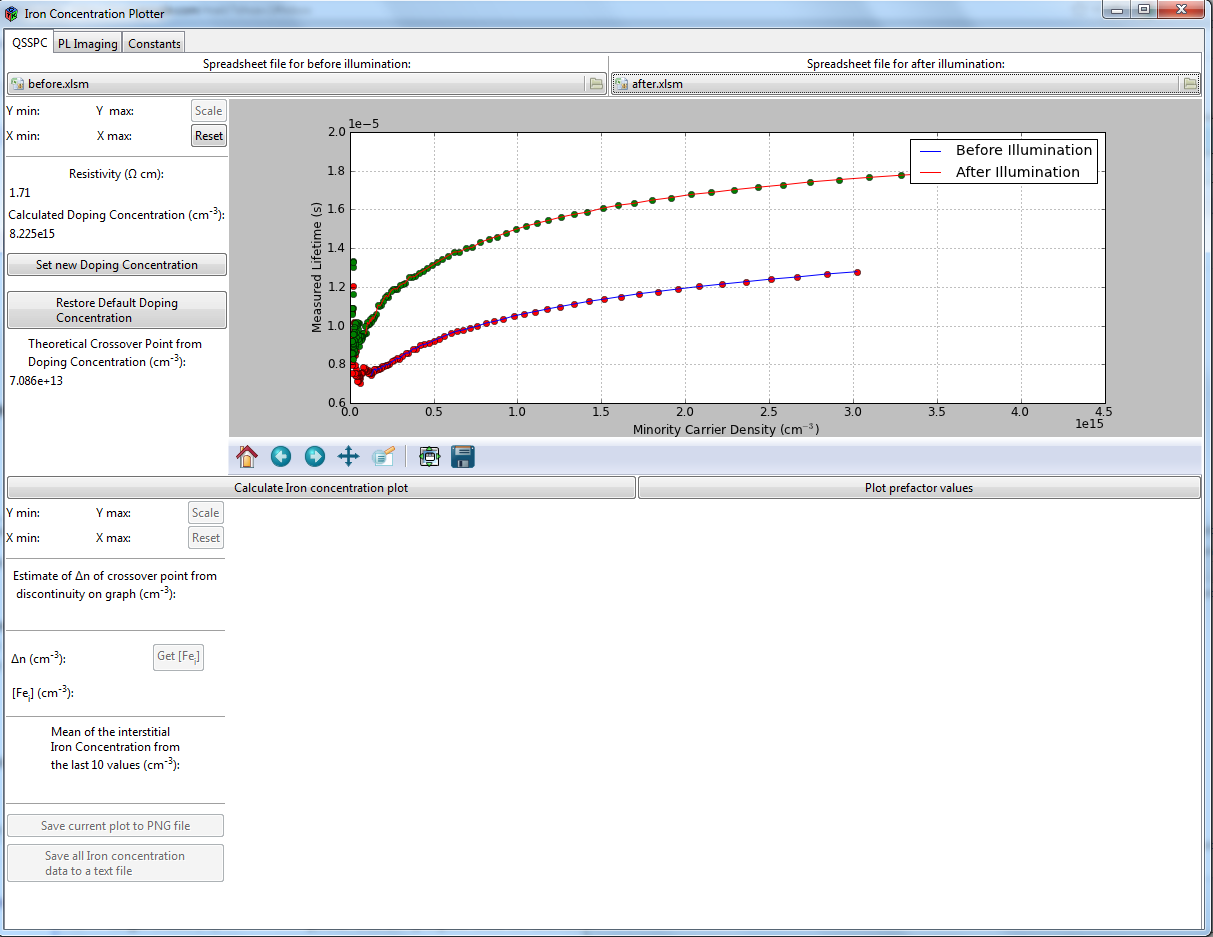 Iron Concentration Plotter
QSSPC
PL Imaging
Constants
Spreadsheet file for before illumination:
Spreadsheet file for after illumination:
before.xlsm
after.xlsm
Y min:
Y max:
Scale
X min:
X max:
Reset
Resistivity (Ω cm):
1.71
Calculated Doping Concentration (cm⁻³):
8.225e15
Set new Doping Concentration
Restore Default Doping
Concentration
Theoretical Crossover Point from
Doping Concentration (cm⁻³):
7.086e+13
1e−5
2.0
1.8
1.6
1.4
1.2
1.0
0.8
0.6
Measured Lifetime (s)
Before Illumination
After Illumination
0.0
0.5
1.0
1.5
2.0
2.5
3.0
3.5
4.0
4.5
1e15
Minority Carrier Density (cm⁻³)
Calculate Iron concentration plot
Plot prefactor values
Y min:
Y max:
Scale
X min:
X max:
Reset
Estimate of Δn of crossover point from
discontinuity on graph (cm⁻³):
Δn (cm⁻³):
Get [Feᵢ]
[Feᵢ] (cm⁻³):
Mean of the interstitial
Iron Concentration from
the last 10 values (cm⁻³):
Save current plot to PNG file
Save all Iron concentration
data to a text file